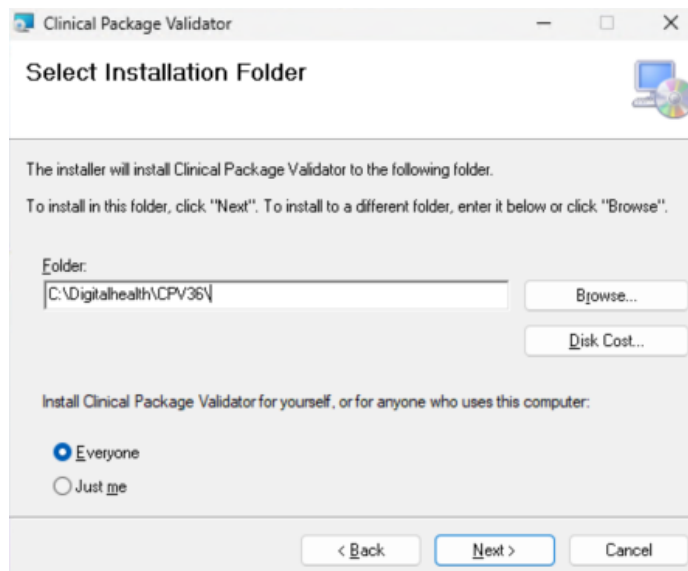 Clinical Package Validator
Select Installation Folder
The installer will install Clinical Package Validator to the following folder.
To install in this folder, click "Next". To install to a different folder, enter it below or click "Browse".
Folder:
C:\Digitalhealth\CPV36\
Browse...
Disk Cost...
Install Clinical Package Validator for yourself, or for anyone who uses this computer:
Everyone
Just me
< Back
Next >
Cancel